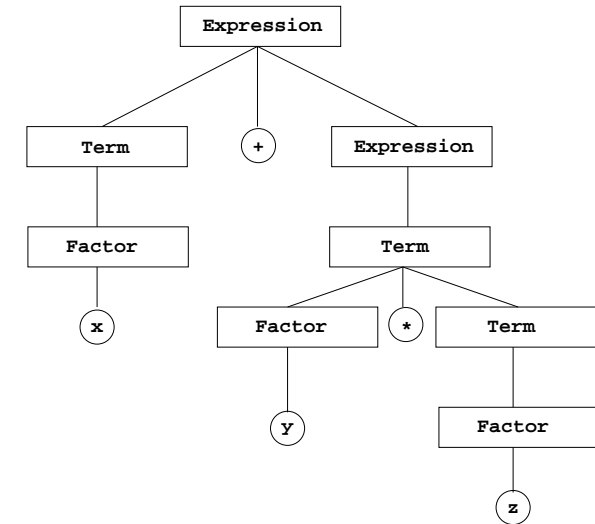 Expression
Term + Expression
Factor Term
x Factor * Term
y Factor
z